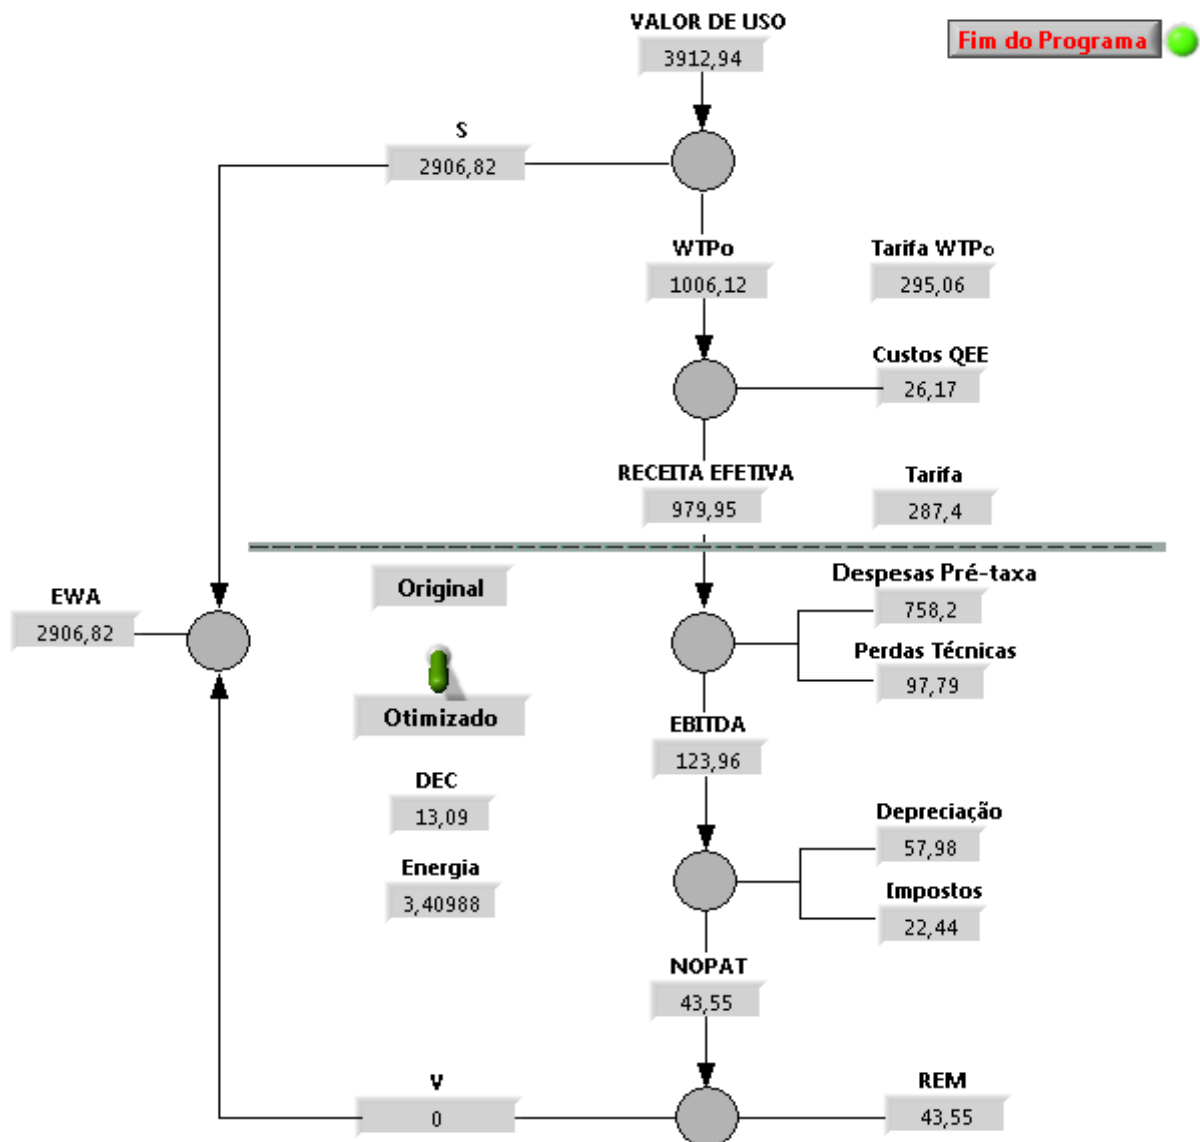 VALOR DE USO
Fim do Programa
3912,94
S
2906,82
WTPo
Tarifa WTPo
1006,12
295,06
Custos QEE
26,17
RECEITA EFETIVA
Tarifa
979,95
287,4
Original
Despesas Pré-taxa
758,2
EWA
2906,82
Perdas Técnicas
97,79
Otimizado
EBITDA
123,96
DEC
13,09
Depreciação
57,98
Energia
3,40988
Impostos
22,44
NOPAT
43,55
V
REM
0
43,55